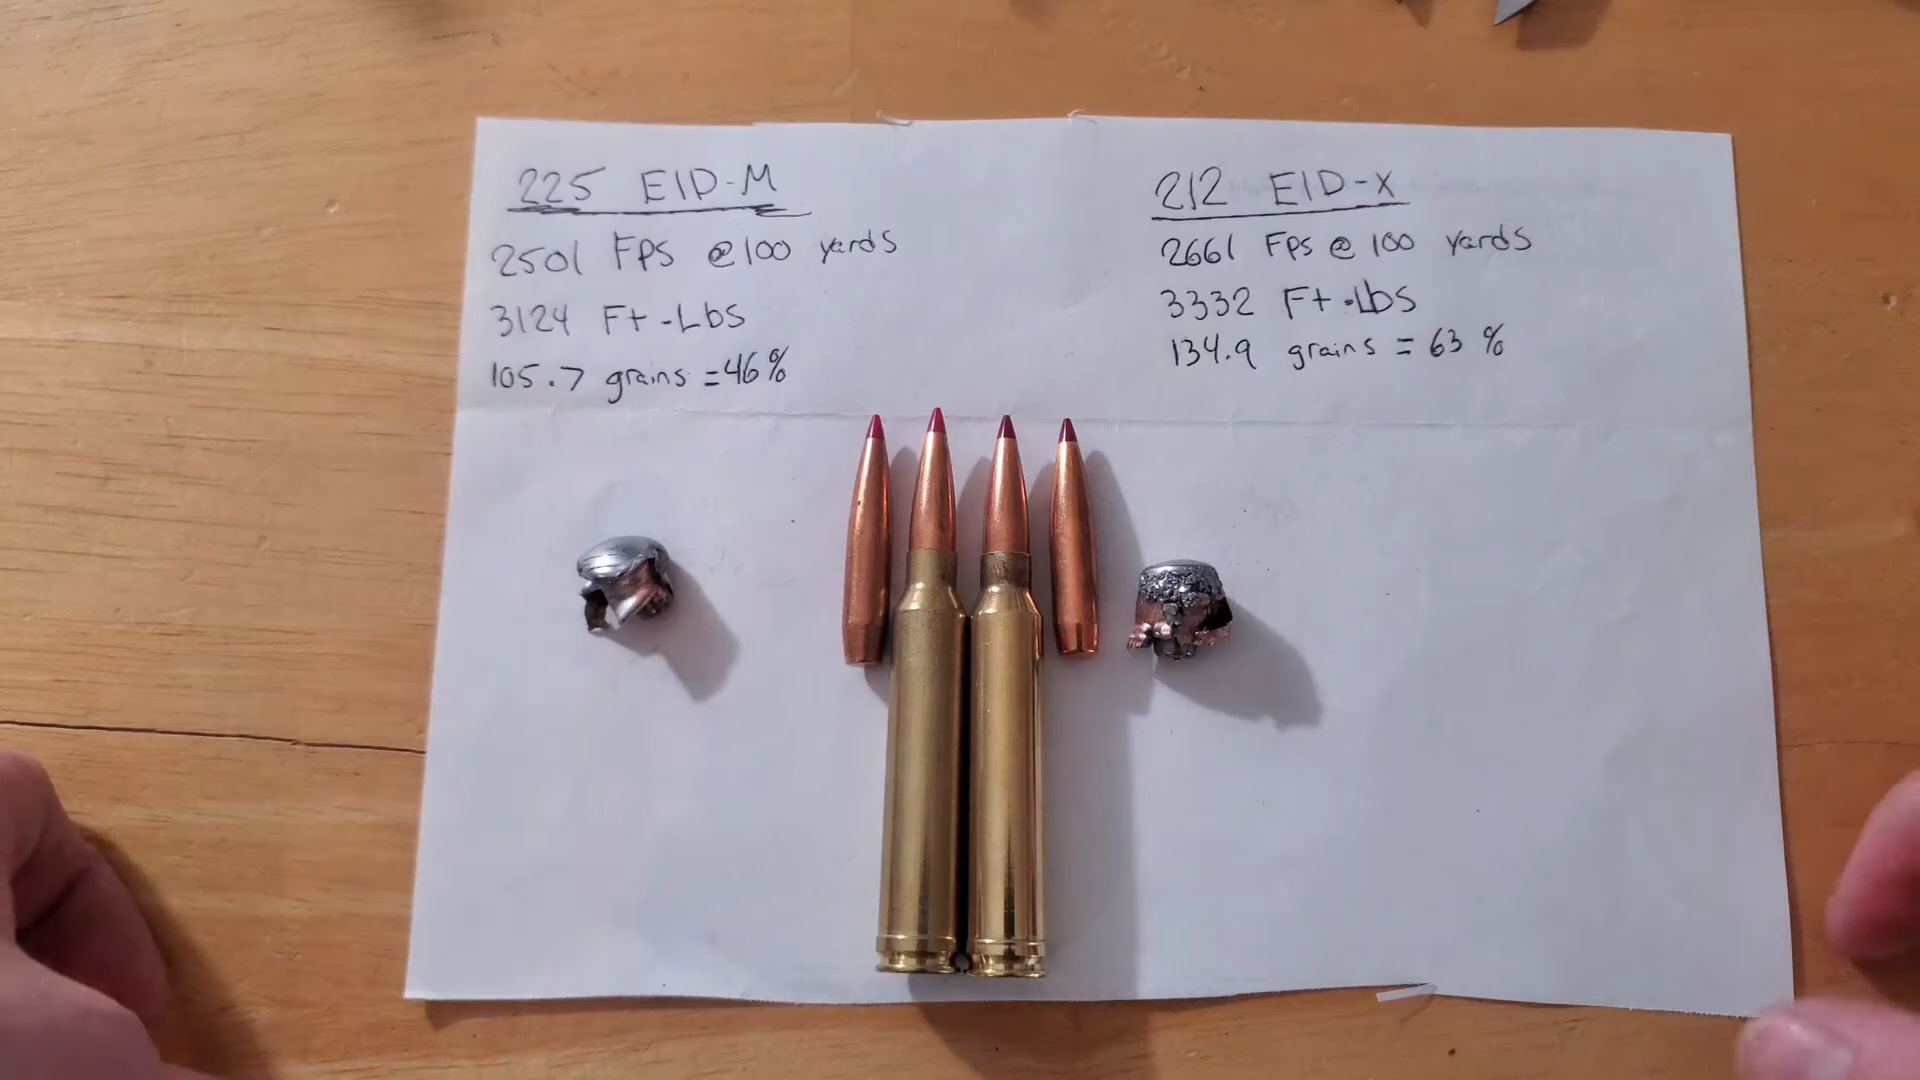 225 ElD-M
2501 FPS @ 100 yards
3124 Ft-Lbs
105.7 grains = 46%
212 ElD-X
2661 FPS @ 100 yards
3332 Ft-Lbs
134.9 grains = 63 %